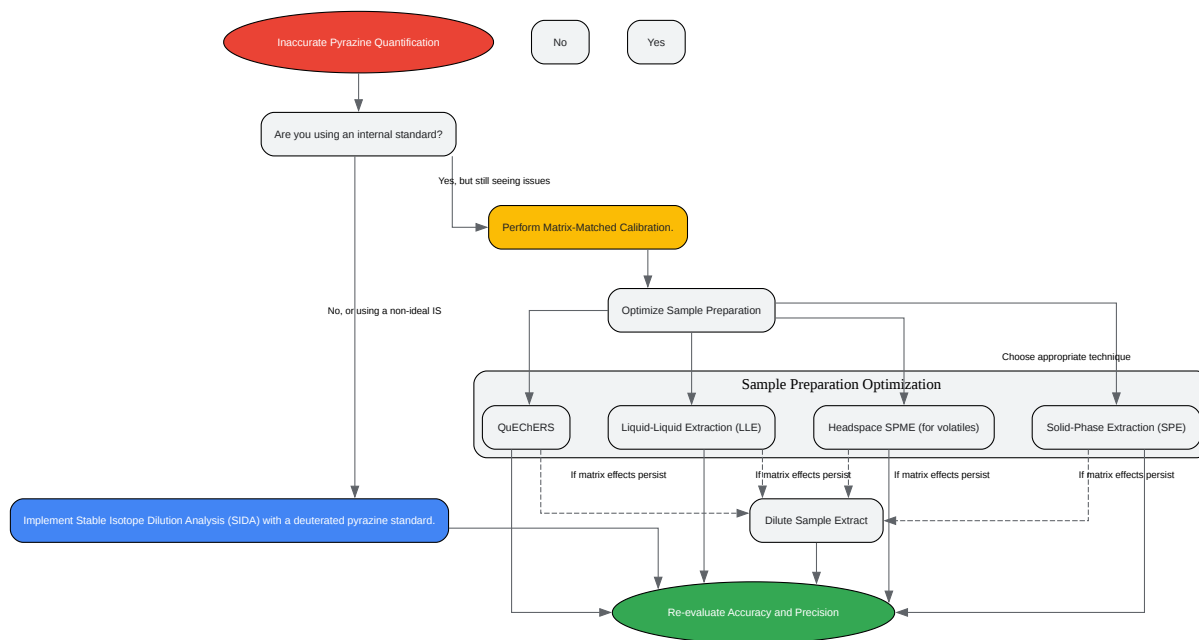 Inaccurate Pyrazine Quantification
No
Yes
Are you using an internal standard?
Yes, but still seeing issues
Perform Matrix-Matched Calibration.
No, or using a non-ideal IS
Optimize Sample Preparation
Choose appropriate technique
Sample Preparation Optimization
QuEChERS
Liquid-Liquid Extraction (LLE)
Headspace SPME (for volatiles)
Solid-Phase Extraction (SPE)
If matrix effects persist
If matrix effects persist
If matrix effects persist
If matrix effects persist
Implement Stable Isotope Dilution Analysis (SIDA) with a deuterated pyrazine standard.
Dilute Sample Extract
Re-evaluate Accuracy and Precision